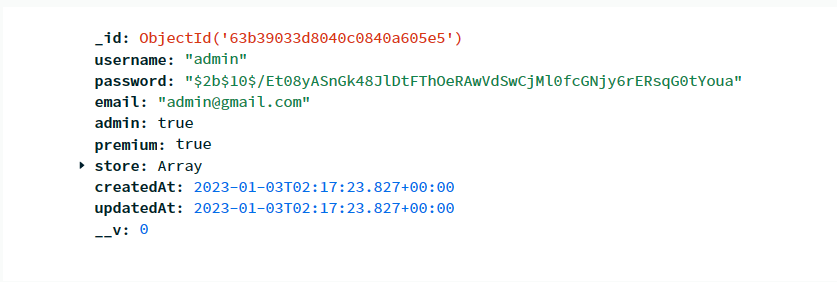 _id: ObjectId('63b39033d8040c0840a605e5')
username: "admin"
password: "$2b$10$/Et08yASnGk48JlDtFThOeRAwVdSwCjMl0fcGNjy6rERsqG0tYoua"
email: "admin@gmail.com"
admin: true
premium: true
store: Array
createdAt: 2023-01-03T02:17:23.827+00:00
updatedAt: 2023-01-03T02:17:23.827+00:00
__v: 0